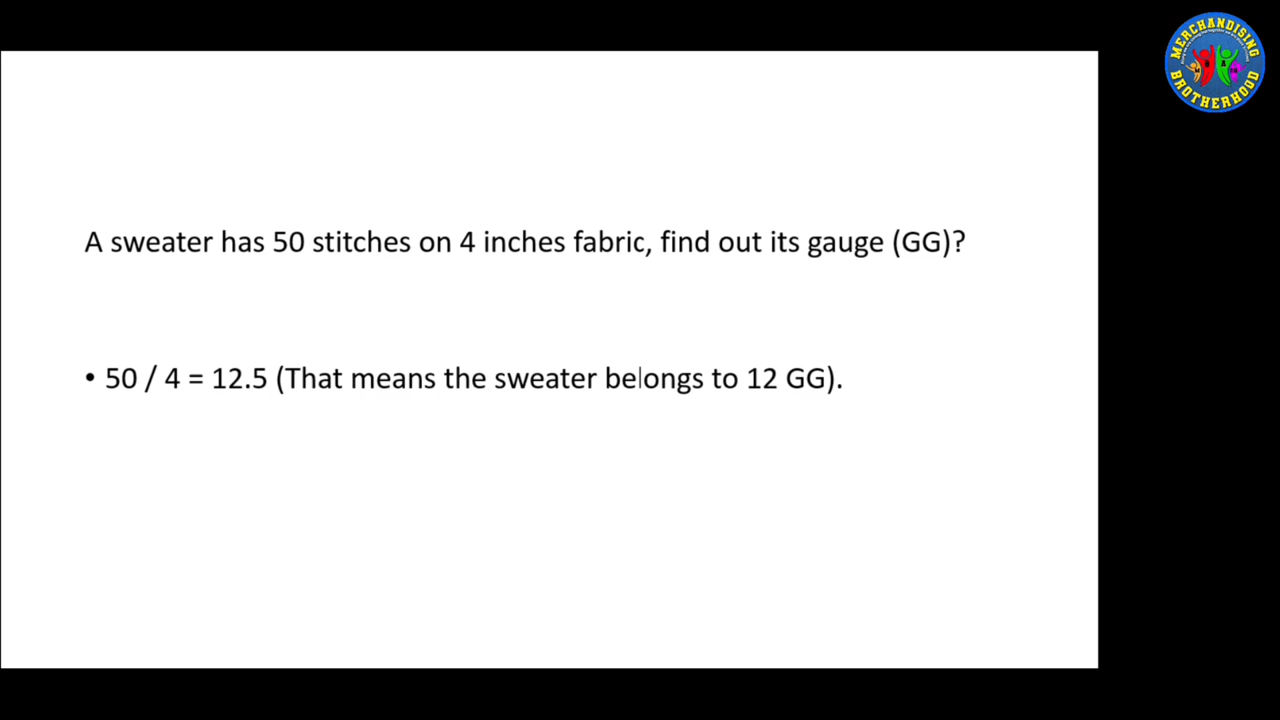 MERCHANDISING
BROTHERHOOD
A sweater has 50 stitches on 4 inches fabric, find out its gauge (GG)?
• 50 / 4 = 12.5 (That means the sweater belongs to 12 GG).